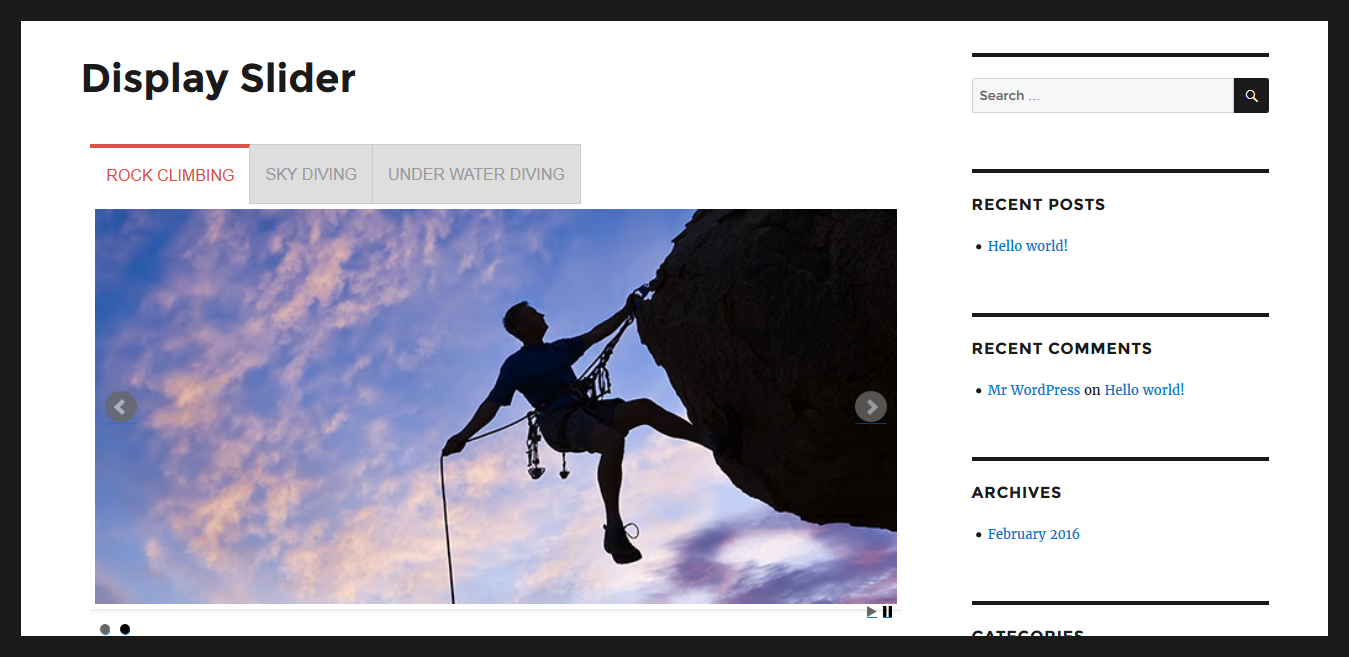 Display Slider
ROCK CLIMBING
SKY DIVING
UNDER WATER DIVING
Search ...
RECENT POSTS
Hello world!
RECENT COMMENTS
Mr WordPress on Hello world!
ARCHIVES
February 2016
CATEGORIES